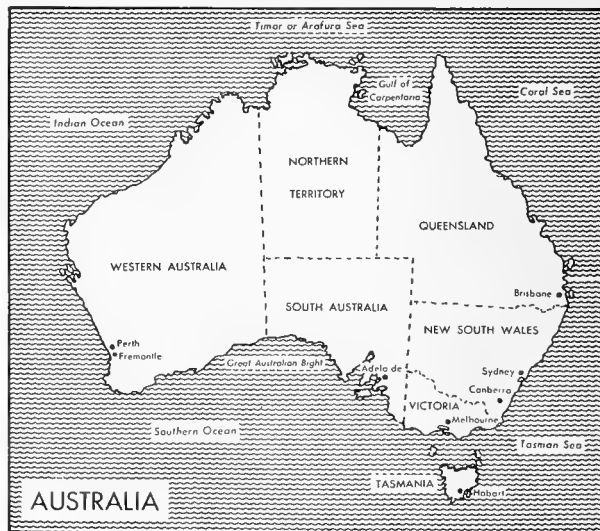 Timor or Arafura Sea
Gulf of
Carpentaria
Coral Sea
Indian Ocean
NORTHERN
TERRITORY
QUEENSLAND
WESTERN AUSTRALIA
Brisbane
SOUTH AUSTRALIA
NEW SOUTH WALES
Perth
Fremantle
Great Australian Bight
Adela de
Sydney
Canberra
VICTORIA
Melbourne
Southern Ocean
Tasman Sea
TASMANIA
Hobart
AUSTRALIA